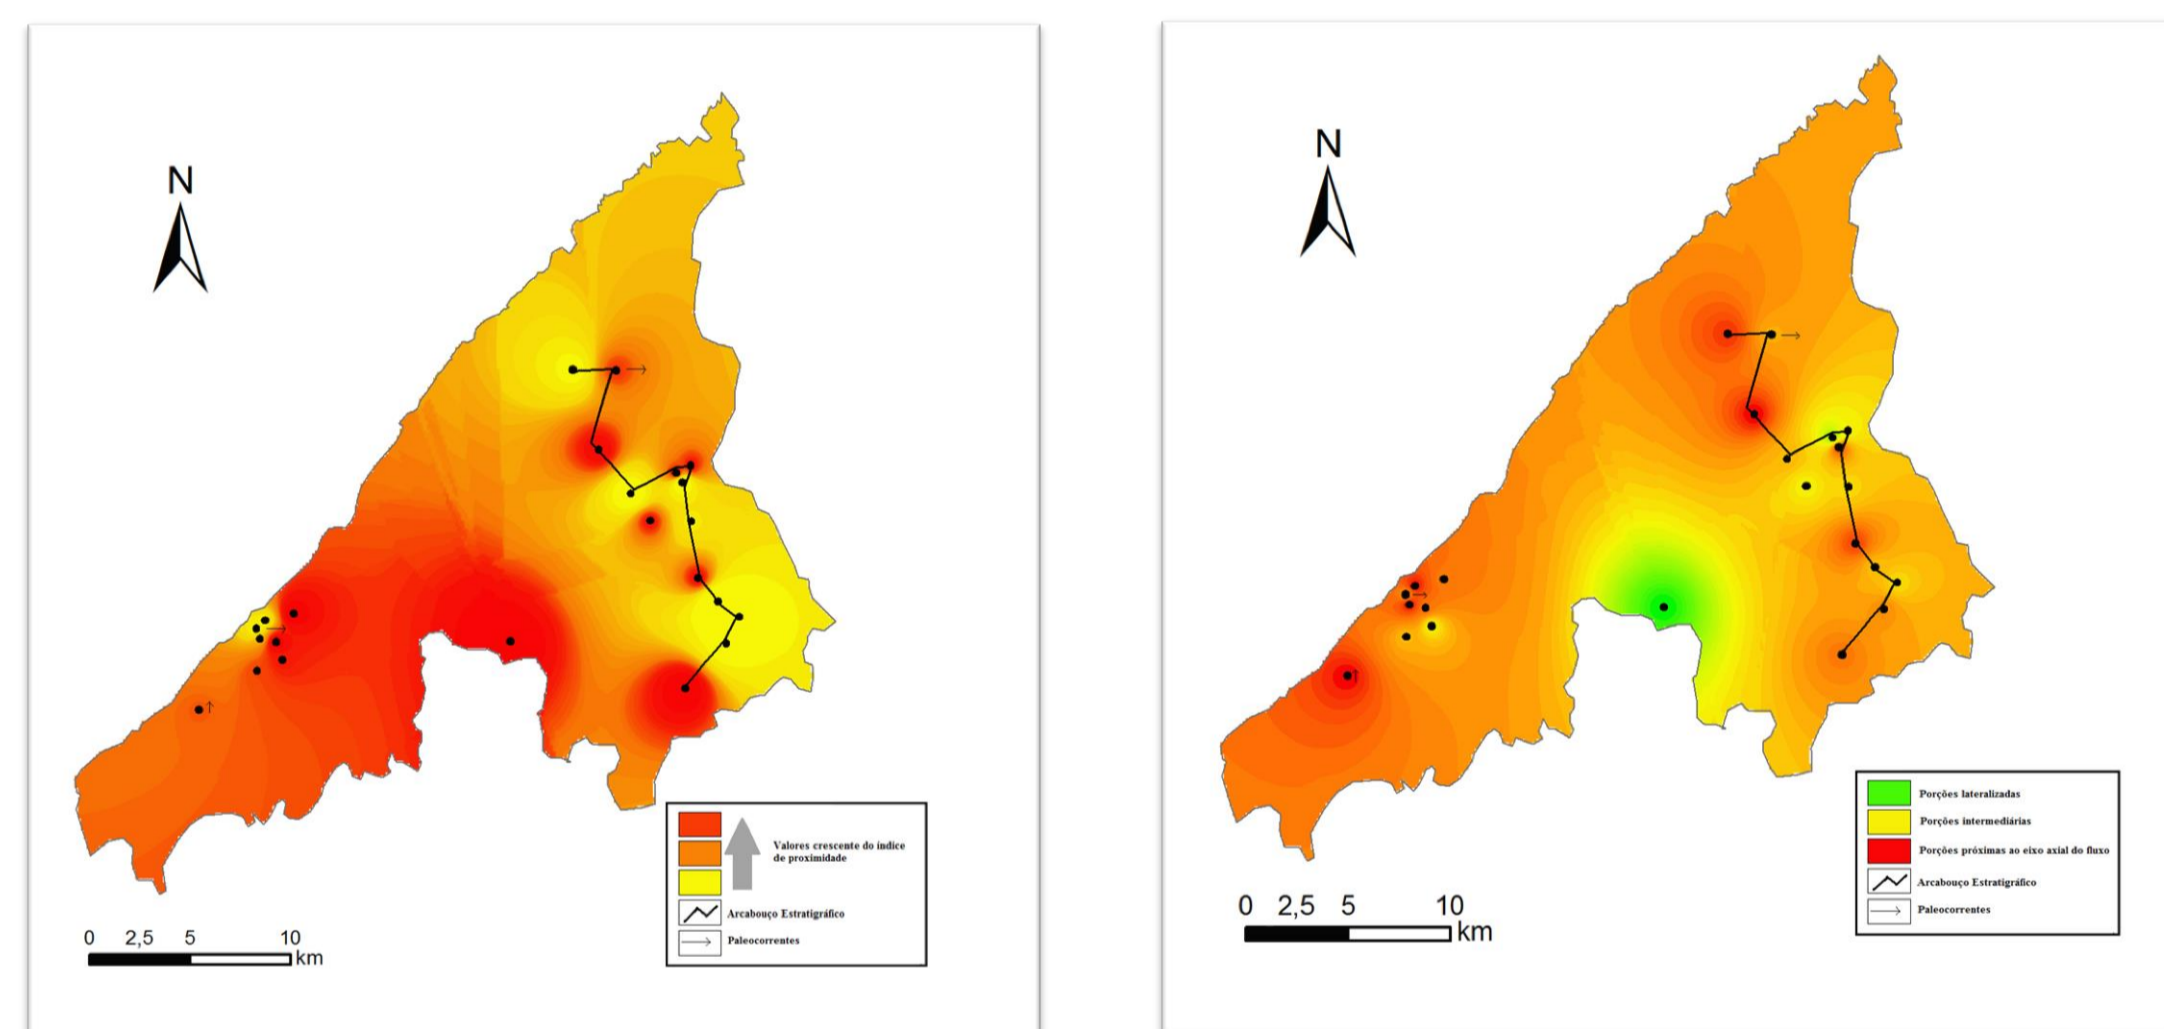 N
Valores crescente do índice
de proximidade
Arcabouço Estratigráfico
Paleocorrentes
0 2,5 5 10
km
N
Porções lateralizadas
Porções intermediárias
Porções próximas ao eixo axial do fluxo
Arcabouço Estratigráfico
Paleocorrentes
0 2,5 5 10
km